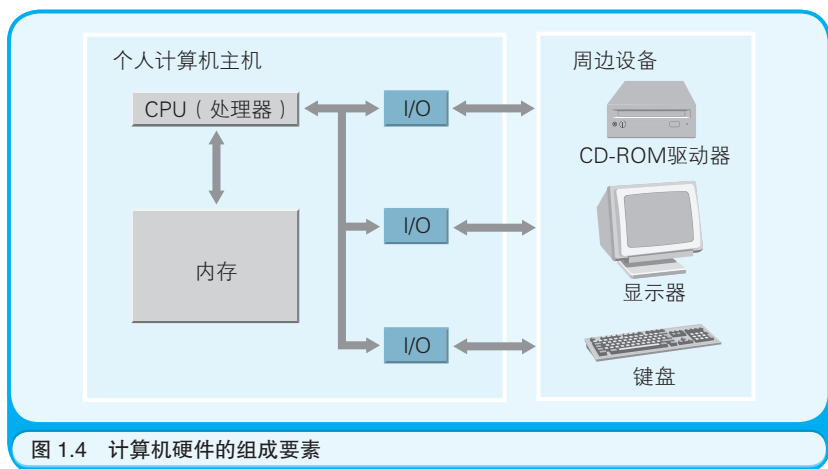 个人计算机主机
CPU（处理器）
内存
I/O
I/O
I/O
周边设备
CD-ROM驱动器
显示器
键盘
图 1.4 计算机硬件的组成要素